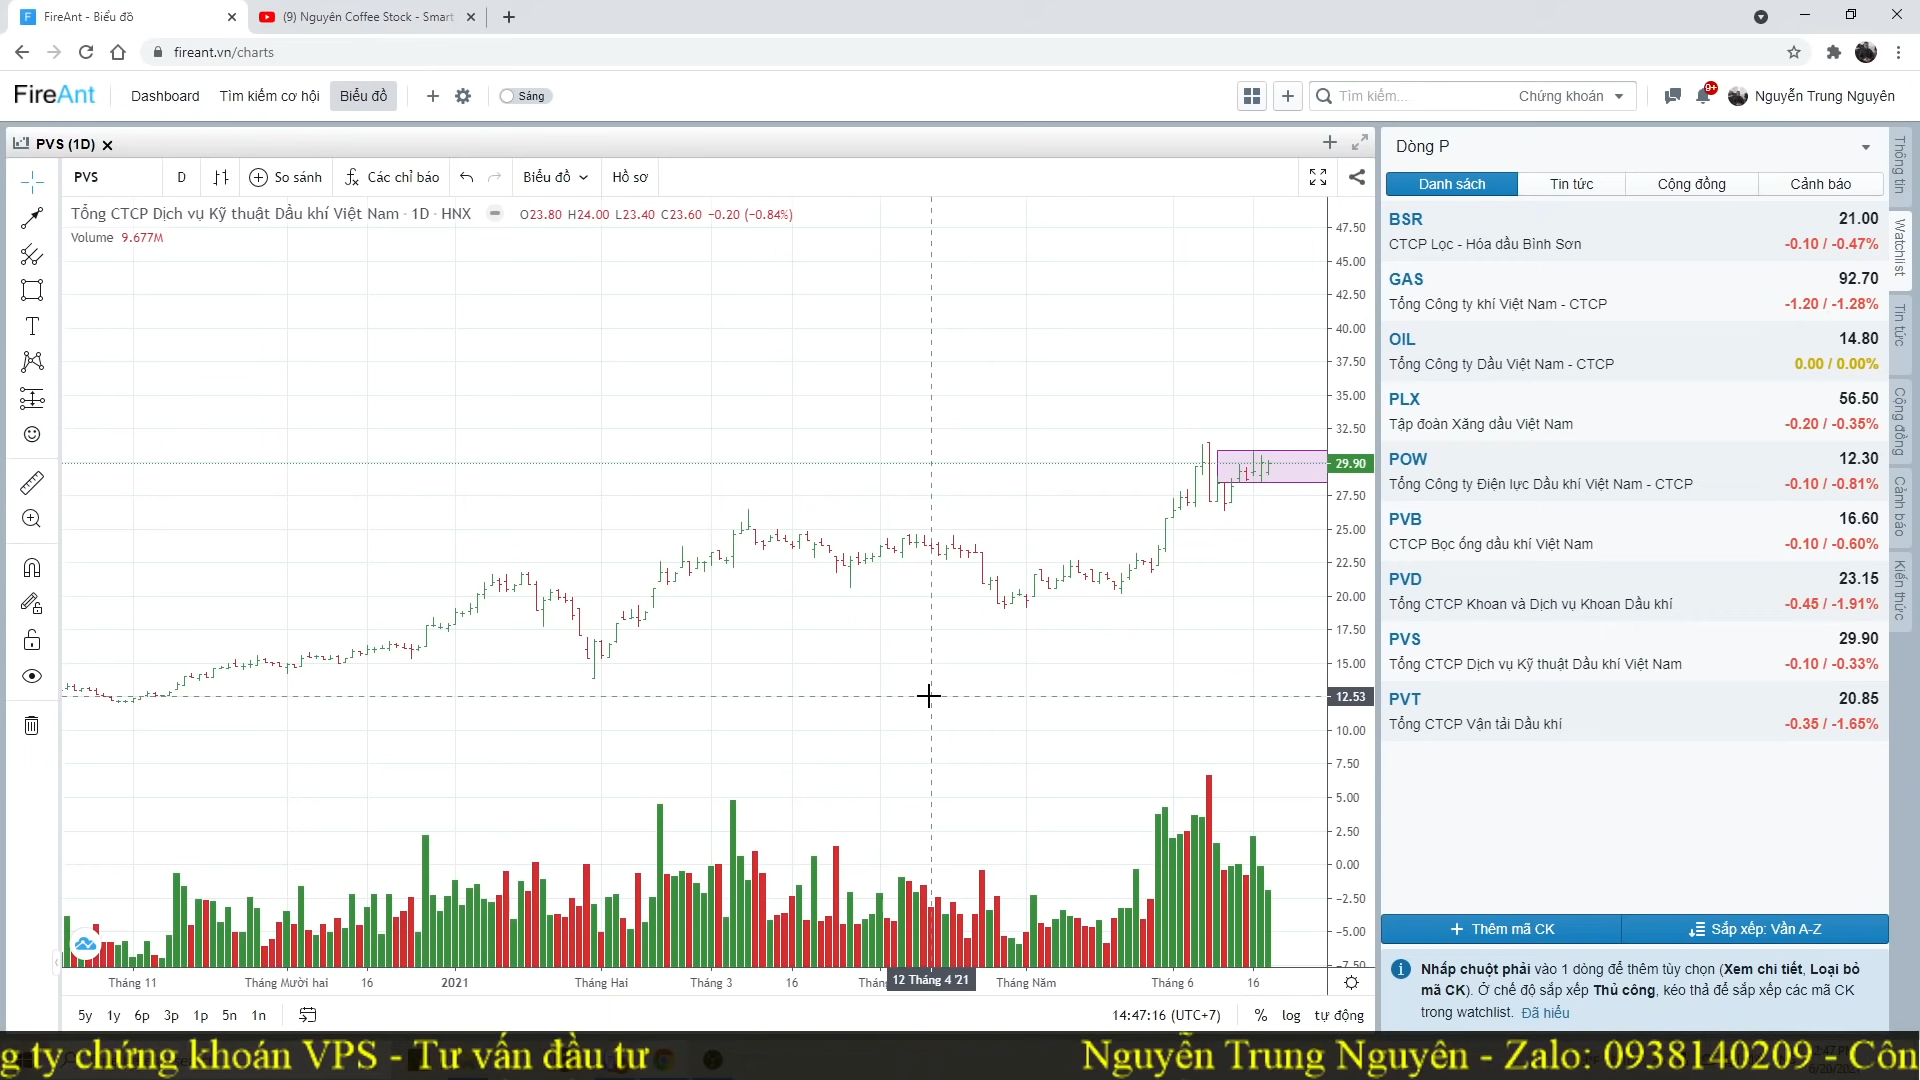 FireAnt - Biểu đồ
(9) Nguyên Coffee Stock - Smart
fireant.vn/charts
FireAnt
Dashboard
Tìm kiếm cơ hội
Biểu đồ
Sáng
Tìm kiếm...
Chứng khoán
9+
Nguyễn Trung Nguyên
PVS (1D)
PVS
D
So sánh
Các chỉ báo
Biểu đồ
Hồ sơ
Tổng CTCP Dịch vụ Kỹ thuật Dầu khí Việt Nam · 1D · HNX
O23.80 H24.00 L23.40 C23.60 −0.20 (−0.84%)
Volume 9.677M
47.50
45.00
42.50
40.00
37.50
35.00
32.50
29.90
27.50
25.00
22.50
20.00
17.50
15.00
12.53
10.00
7.50
5.00
2.50
0.00
-2.50
-5.00
-7.50
Tháng 11
Tháng Mười hai
16
2021
Tháng Hai
Tháng 3
16
12 Tháng 4 '21
Tháng Năm
Tháng 6
16
5y 1y 6p 3p 1p 5n 1n
14:47:16 (UTC+7)
% log tự động
Dòng P
Danh sách
Tin tức
Cộng đồng
Cảnh báo
BSR 21.00
CTCP Lọc - Hóa dầu Bình Sơn -0.10 / -0.47%
GAS 92.70
Tổng Công ty khí Việt Nam - CTCP -1.20 / -1.28%
OIL 14.80
Tổng Công ty Dầu Việt Nam - CTCP 0.00 / 0.00%
PLX 56.50
Tập đoàn Xăng dầu Việt Nam -0.20 / -0.35%
POW 12.30
Tổng Công ty Điện lực Dầu khí Việt Nam - CTCP -0.10 / -0.81%
PVB 16.60
CTCP Bọc ống dầu khí Việt Nam -0.10 / -0.60%
PVD 23.15
Tổng CTCP Khoan và Dịch vụ Khoan Dầu khí -0.45 / -1.91%
PVS 29.90
Tổng CTCP Dịch vụ Kỹ thuật Dầu khí Việt Nam -0.10 / -0.33%
PVT 20.85
Tổng CTCP Vận tải Dầu khí -0.35 / -1.65%
Thêm mã CK
Sắp xếp: Vần A-Z
Nhấp chuột phải vào 1 dòng để thêm tùy chọn (Xem chi tiết, Loại bỏ
mã CK). Ở chế độ sắp xếp Thủ công, kéo thả để sắp xếp các mã CK
trong watchlist. Đã hiểu
Thông tin
Watchlist
Tin tức
Cộng đồng
Cảnh báo
Kiến thức
g ty chứng khoán VPS - Tư vấn đầu tư
Nguyễn Trung Nguyên - Zalo: 0938140209 - Côn